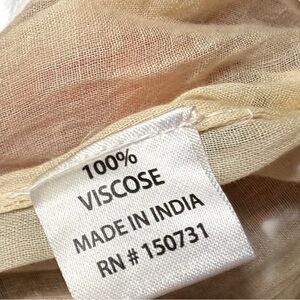 100%
VISCOSE
MADE IN INDIA
RN # 150731